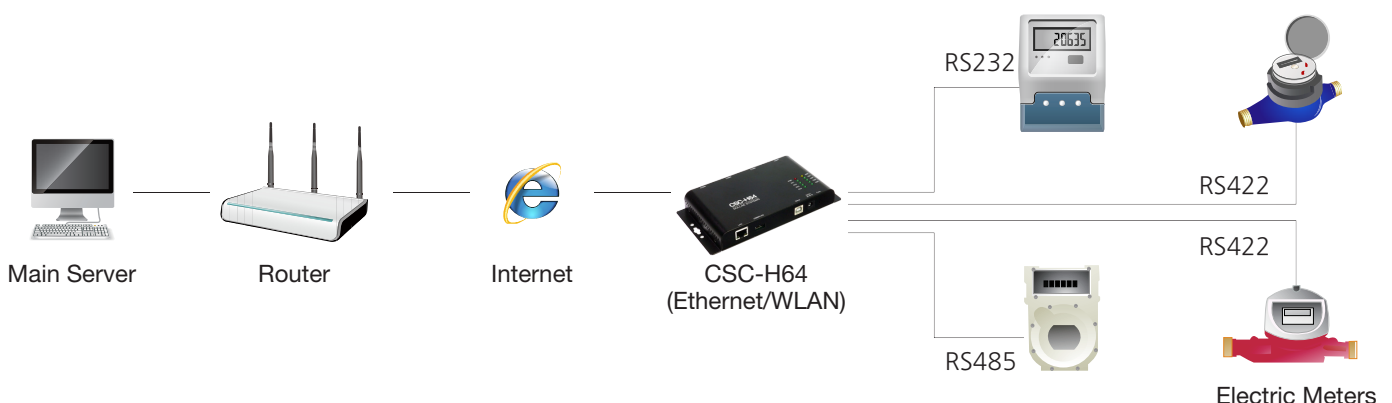 20635
RS232
RS422
CSC-H64
Main Server
Router
Internet
CSC-H64
(Ethernet/WLAN)
RS422
RS485
Electric Meters